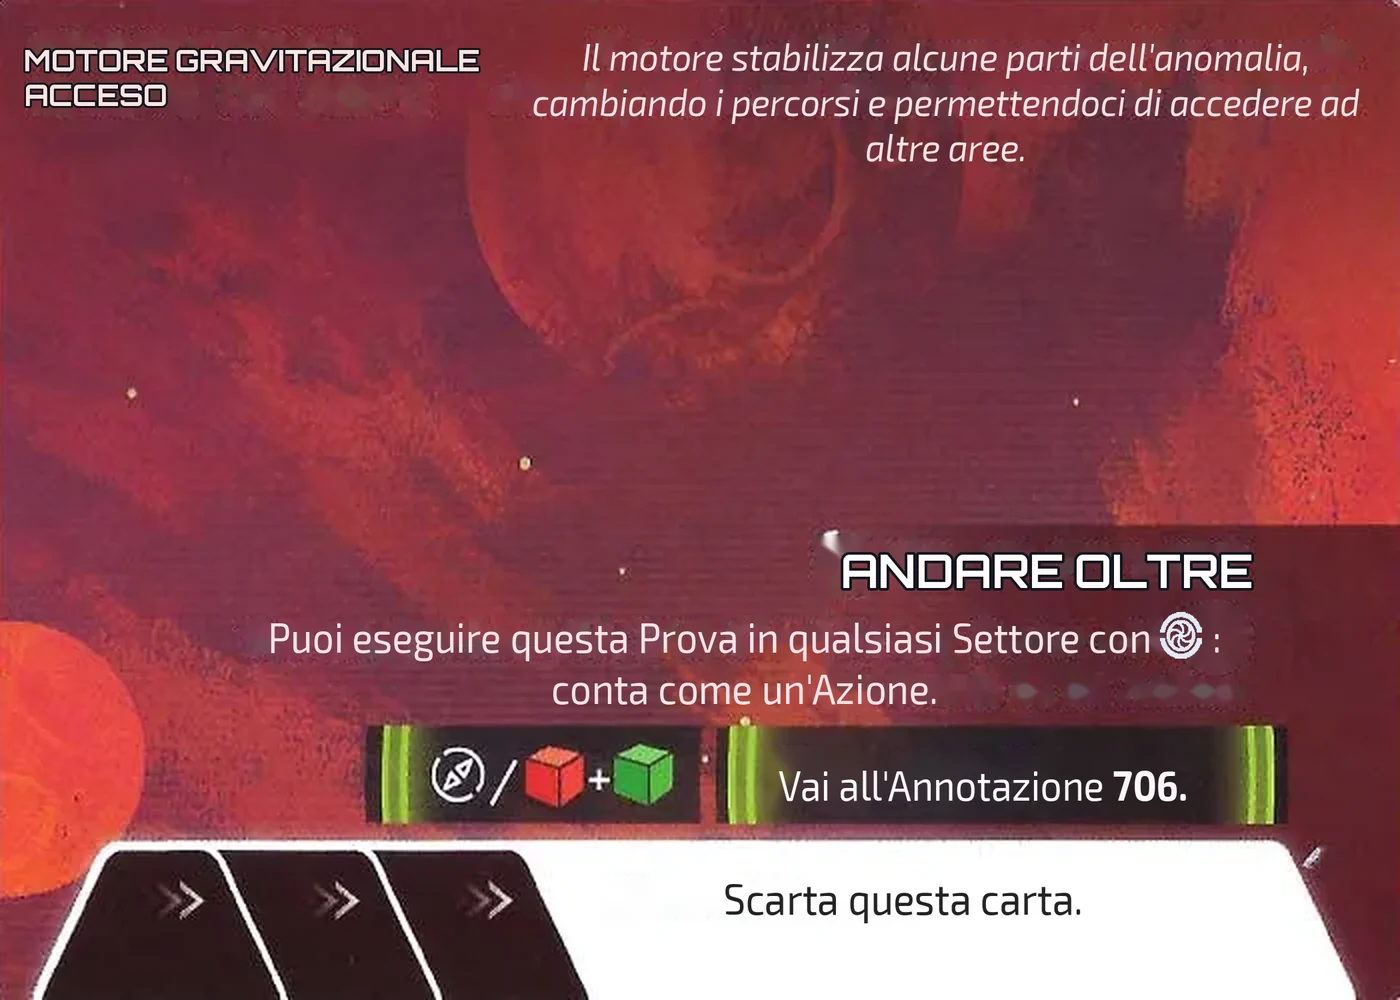 MOTORE GRAVITAZIONALE
ACCESO
Il motore stabilizza alcune parti dell'anomalia,
cambiando i percorsi e permettendoci di accedere ad
altre aree.
ANDARE OLTRE
Puoi eseguire questa Prova in qualsiasi Settore con :
conta come un'Azione.
/ +
Vai all'Annotazione 706.
Scarta questa carta.